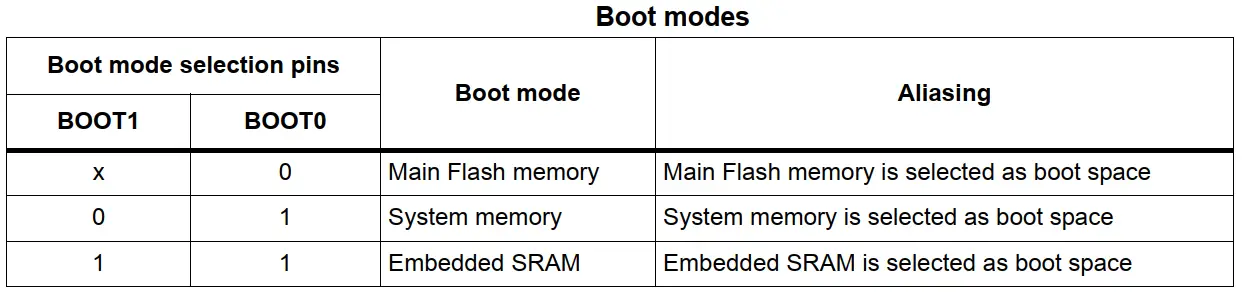 Boot modes
Boot mode selection pins
Boot mode
Aliasing
BOOT1
BOOT0
x 0 Main Flash memory Main Flash memory is selected as boot space
0 1 System memory System memory is selected as boot space
1 1 Embedded SRAM Embedded SRAM is selected as boot space